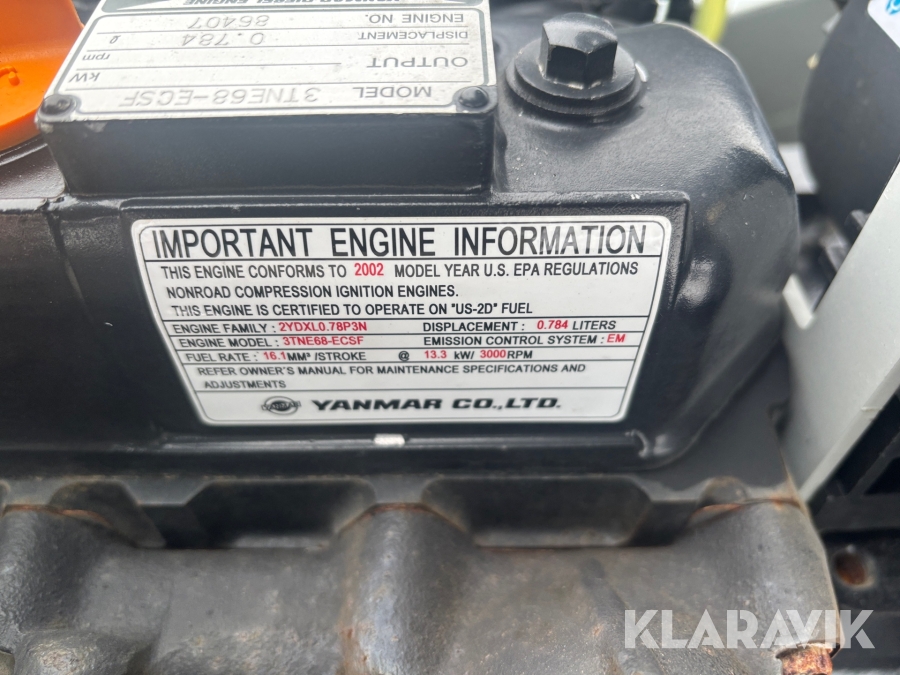 YANMAR DIESEL ENGINE
MODEL 3TNE68-ECSF
OUTPUT kW rpm
DISPLACEMENT 0.784 ℓ
ENGINE NO. 86407
IMPORTANT ENGINE INFORMATION
THIS ENGINE CONFORMS TO 2002 MODEL YEAR U.S. EPA REGULATIONS
NONROAD COMPRESSION IGNITION ENGINES.
THIS ENGINE IS CERTIFIED TO OPERATE ON "US-2D" FUEL
ENGINE FAMILY : 2YDXL0.78P3N DISPLACEMENT : 0.784 LITERS
ENGINE MODEL : 3TNE68-ECSF EMISSION CONTROL SYSTEM : EM
FUEL RATE : 16.1 MM³ /STROKE @ 13.3 kW/ 3000 RPM
REFER OWNER'S MANUAL FOR MAINTENANCE SPECIFICATIONS AND
ADJUSTMENTS
YANMAR CO.,LTD.
KLARAVIK